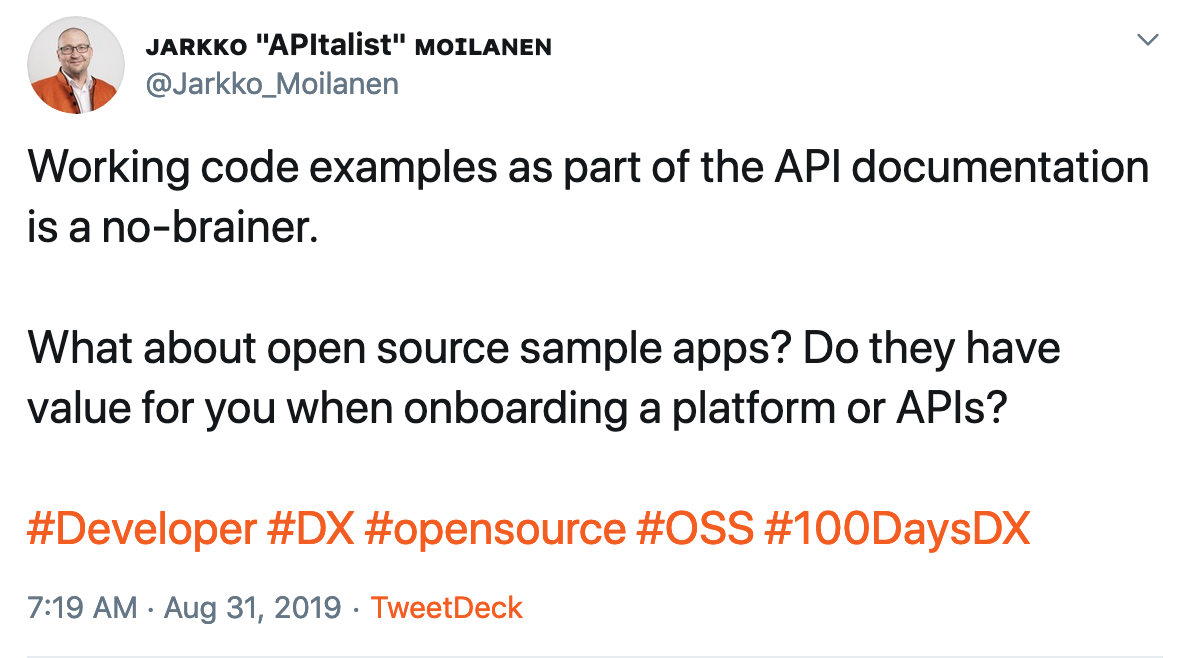 ᴊᴀʀᴋᴋᴏ "APItalist" ᴍᴏɪʟᴀɴᴇɴ
@Jarkko_Moilanen
Working code examples as part of the API documentation
is a no-brainer.
What about open source sample apps? Do they have
value for you when onboarding a platform or APIs?
#Developer #DX #opensource #OSS #100DaysDX
7:19 AM · Aug 31, 2019 · TweetDeck